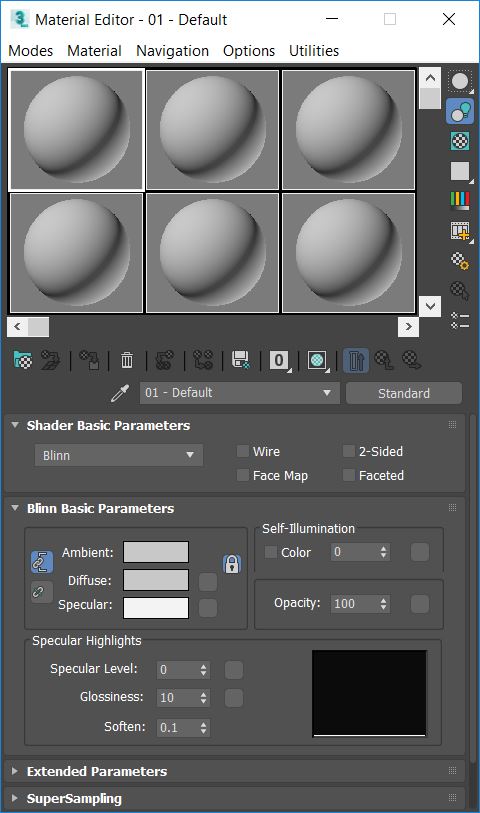 Material Editor - 01 - Default
Modes Material Navigation Options Utilities
0
01 - Default Standard
Shader Basic Parameters
Blinn Wire 2-Sided
Face Map Faceted
Blinn Basic Parameters
Self-Illumination
Ambient: Color 0
Diffuse:
Specular: Opacity: 100
Specular Highlights
Specular Level: 0
Glossiness: 10
Soften: 0.1
Extended Parameters
SuperSampling